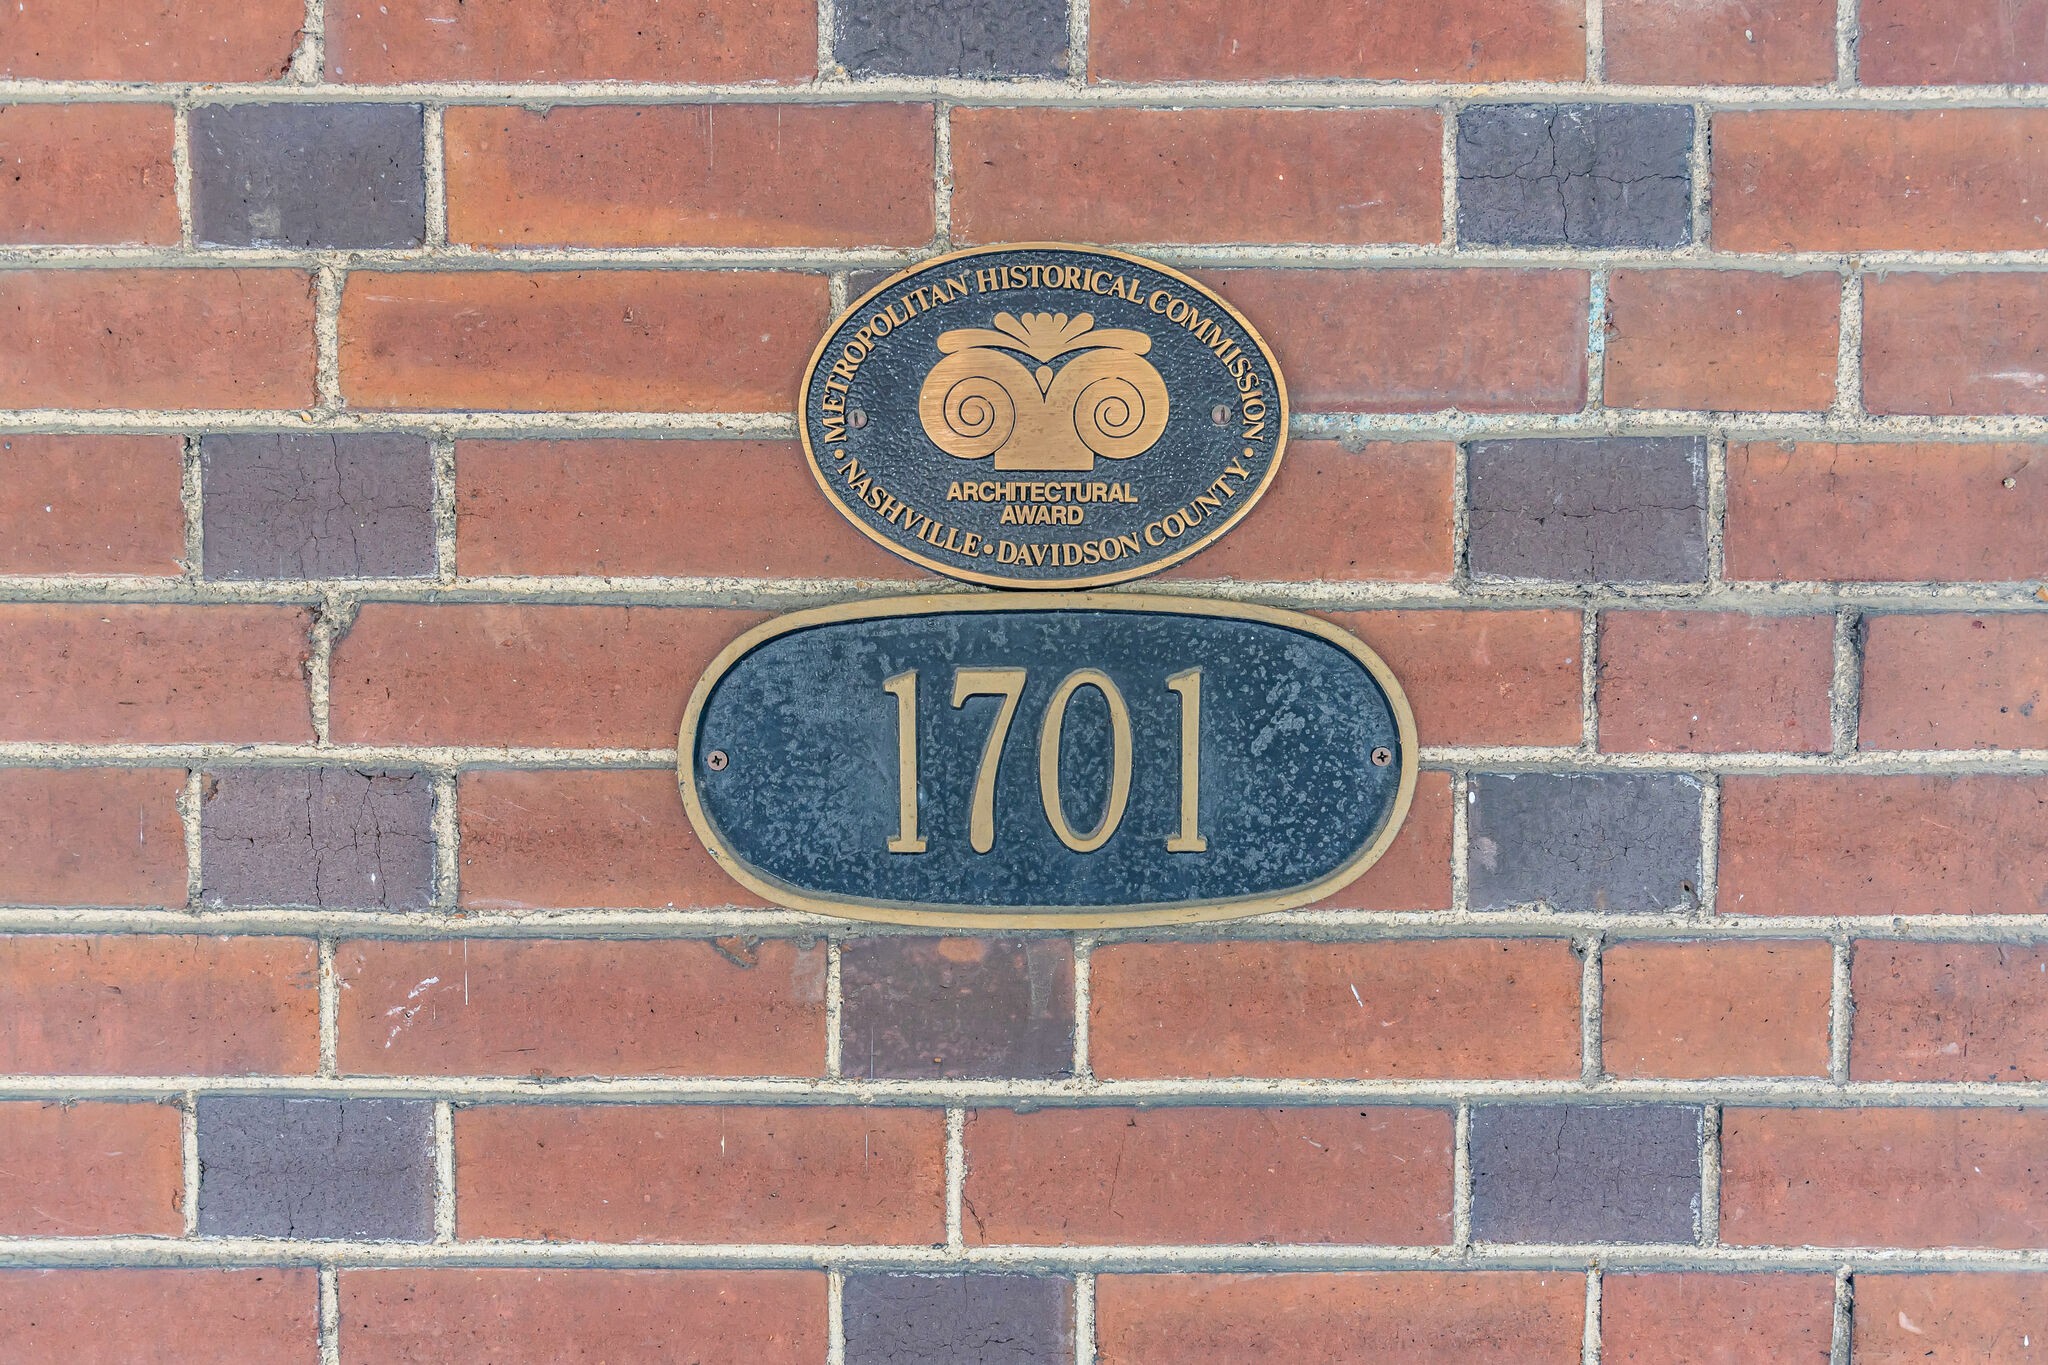 METROPOLITAN HISTORICAL COMMISSION
ARCHITECTURAL
AWARD
• NASHVILLE • DAVIDSON COUNTY •
1701